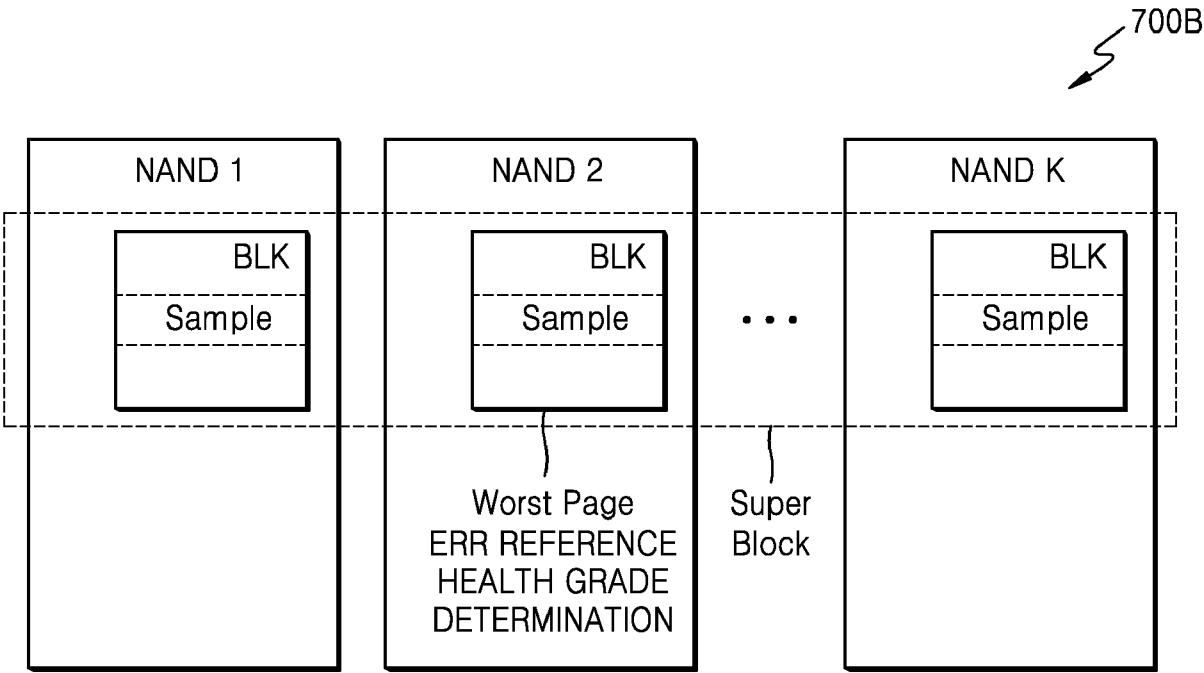 700B
NAND 1
NAND 2
NAND K
BLK
BLK
BLK
Sample
Sample
...
Sample
Worst Page
ERR REFERENCE
HEALTH GRADE
DETERMINATION
Super
Block